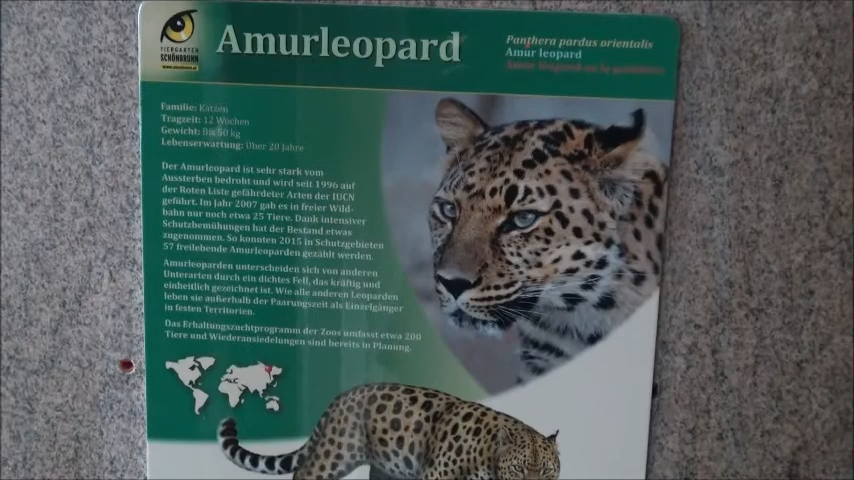 TIERGARTEN
SCHÖNBRUNN
Amurleopard
Panthera pardus orientalis
Amur leopard
Familie: Katzen
Tragzeit: 12 Wochen
Gewicht: Bis 50 kg
Lebenserwartung: Über 20 Jahre
Der Amurleopard ist sehr stark vom
Aussterben bedroht und wird seit 1996 auf
der Roten Liste gefährdeter Arten der IUCN
geführt. Im Jahr 2007 gab es in freier Wild-
bahn nur noch etwa 25 Tiere. Dank intensiver
Schutzbemühungen hat der Bestand etwas
zugenommen. So konnten 2015 in Schutzgebieten
57 freilebende Amurleoparden gezählt werden.
Amurleoparden unterscheiden sich von anderen
Unterarten durch ein dichtes Fell, das kräftig und
einheitlich gezeichnet ist. Wie alle anderen Leoparden
leben sie außerhalb der Paarungszeit als Einzelgänger
in festen Territorien.
Das Erhaltungszuchtprogramm der Zoos umfasst etwa 200
Tiere und Wiederansiedelungen sind bereits in Planung.